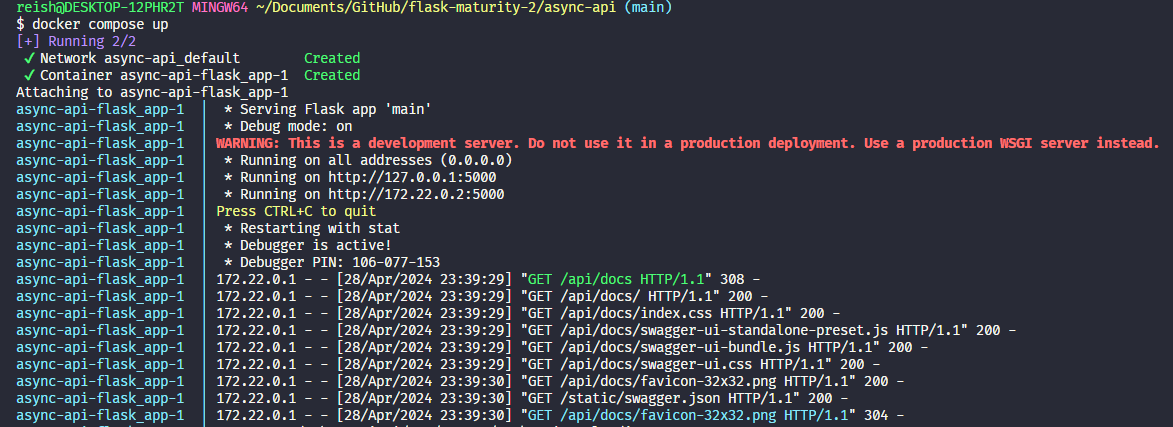 reish@DESKTOP-12PHR2T MINGW64 ~/Documents/GitHub/flask-maturity-2/async-api (main)
$ docker compose up
[+] Running 2/2
✔ Network async-api_default Created
✔ Container async-api-flask_app-1 Created
Attaching to async-api-flask_app-1
async-api-flask_app-1 | * Serving Flask app 'main'
async-api-flask_app-1 | * Debug mode: on
async-api-flask_app-1 | WARNING: This is a development server. Do not use it in a production deployment. Use a production WSGI server instead.
async-api-flask_app-1 | * Running on all addresses (0.0.0.0)
async-api-flask_app-1 | * Running on http://127.0.0.1:5000
async-api-flask_app-1 | * Running on http://172.22.0.2:5000
async-api-flask_app-1 | Press CTRL+C to quit
async-api-flask_app-1 | * Restarting with stat
async-api-flask_app-1 | * Debugger is active!
async-api-flask_app-1 | * Debugger PIN: 106-077-153
async-api-flask_app-1 | 172.22.0.1 - - [28/Apr/2024 23:39:29] "GET /api/docs HTTP/1.1" 308 -
async-api-flask_app-1 | 172.22.0.1 - - [28/Apr/2024 23:39:29] "GET /api/docs/ HTTP/1.1" 200 -
async-api-flask_app-1 | 172.22.0.1 - - [28/Apr/2024 23:39:29] "GET /api/docs/index.css HTTP/1.1" 200 -
async-api-flask_app-1 | 172.22.0.1 - - [28/Apr/2024 23:39:29] "GET /api/docs/swagger-ui-standalone-preset.js HTTP/1.1" 200 -
async-api-flask_app-1 | 172.22.0.1 - - [28/Apr/2024 23:39:29] "GET /api/docs/swagger-ui-bundle.js HTTP/1.1" 200 -
async-api-flask_app-1 | 172.22.0.1 - - [28/Apr/2024 23:39:29] "GET /api/docs/swagger-ui.css HTTP/1.1" 200 -
async-api-flask_app-1 | 172.22.0.1 - - [28/Apr/2024 23:39:30] "GET /api/docs/favicon-32x32.png HTTP/1.1" 200 -
async-api-flask_app-1 | 172.22.0.1 - - [28/Apr/2024 23:39:30] "GET /static/swagger.json HTTP/1.1" 200 -
async-api-flask_app-1 | 172.22.0.1 - - [28/Apr/2024 23:39:30] "GET /api/docs/favicon-32x32.png HTTP/1.1" 304 -